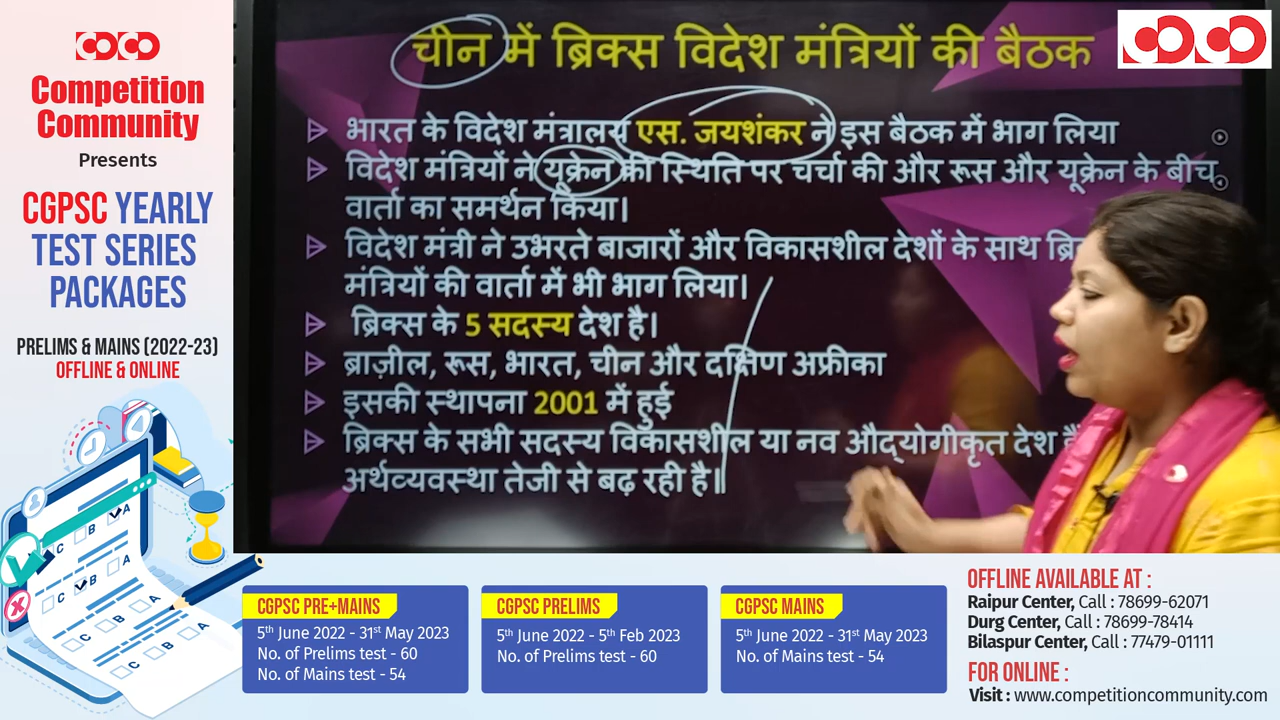 COCO
Competition
Community
Presents
CGPSC YEARLY
TEST SERIES
PACKAGES
PRELIMS & MAINS (2022-23)
OFFLINE & ONLINE
चीन में ब्रिक्स विदेश मंत्रियों की बैठक
भारत के विदेश मंत्रालय एस. जयशंकर ने इस बैठक में भाग लिया
विदेश मंत्रियों ने यूक्रेन की स्थिति पर चर्चा की और रूस और यूक्रेन के बीच
वार्ता का समर्थन किया।
विदेश मंत्री ने उभरते बाजारों और विकासशील देशों के साथ
मंत्रियों की वार्ता में भी भाग लिया।
ब्रिक्स के 5 सदस्य देश है।
ब्राज़ील, रूस, भारत, चीन और दक्षिण अफ्रीका
इसकी स्थापना 2001 में हुई
ब्रिक्स के सभी सदस्य विकासशील या नव औद्योगीकृत देश
अर्थव्यवस्था तेजी से बढ़ रही है॥
COCO
C B A
C B A
C B A
C B A
CGPSC PRE+MAINS
5th June 2022 - 31st May 2023
No. of Prelims test - 60
No. of Mains test - 54
CGPSC PRELIMS
5th June 2022 - 5th Feb 2023
No. of Prelims test - 60
CGPSC MAINS
5th June 2022 - 31st May 2023
No. of Mains test - 54
OFFLINE AVAILABLE AT :
Raipur Center, Call : 78699-62071
Durg Center, Call : 78699-78414
Bilaspur Center, Call : 77479-01111
FOR ONLINE :
Visit : www.competitioncommunity.com